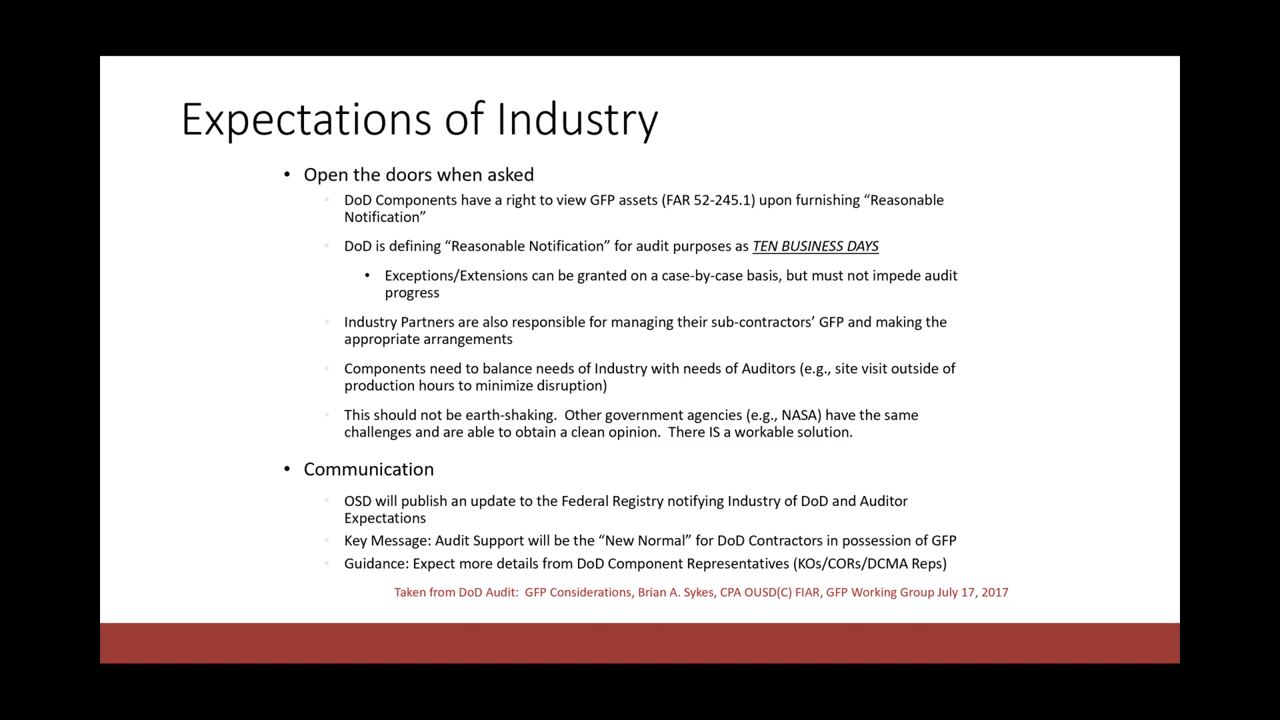 Expectations of Industry
• Open the doors when asked
• DoD Components have a right to view GFP assets (FAR 52-245.1) upon furnishing “Reasonable
Notification”
• DoD is defining “Reasonable Notification” for audit purposes as TEN BUSINESS DAYS
• Exceptions/Extensions can be granted on a case-by-case basis, but must not impede audit
progress
• Industry Partners are also responsible for managing their sub-contractors’ GFP and making the
appropriate arrangements
• Components need to balance needs of Industry with needs of Auditors (e.g., site visit outside of
production hours to minimize disruption)
• This should not be earth-shaking.  Other government agencies (e.g., NASA) have the same
challenges and are able to obtain a clean opinion.  There IS a workable solution.
• Communication
• OSD will publish an update to the Federal Registry notifying Industry of DoD and Auditor
Expectations
• Key Message: Audit Support will be the “New Normal” for DoD Contractors in possession of GFP
• Guidance: Expect more details from DoD Component Representatives (KOs/CORs/DCMA Reps)
Taken from DoD Audit:  GFP Considerations, Brian A. Sykes, CPA OUSD(C) FIAR, GFP Working Group July 17, 2017